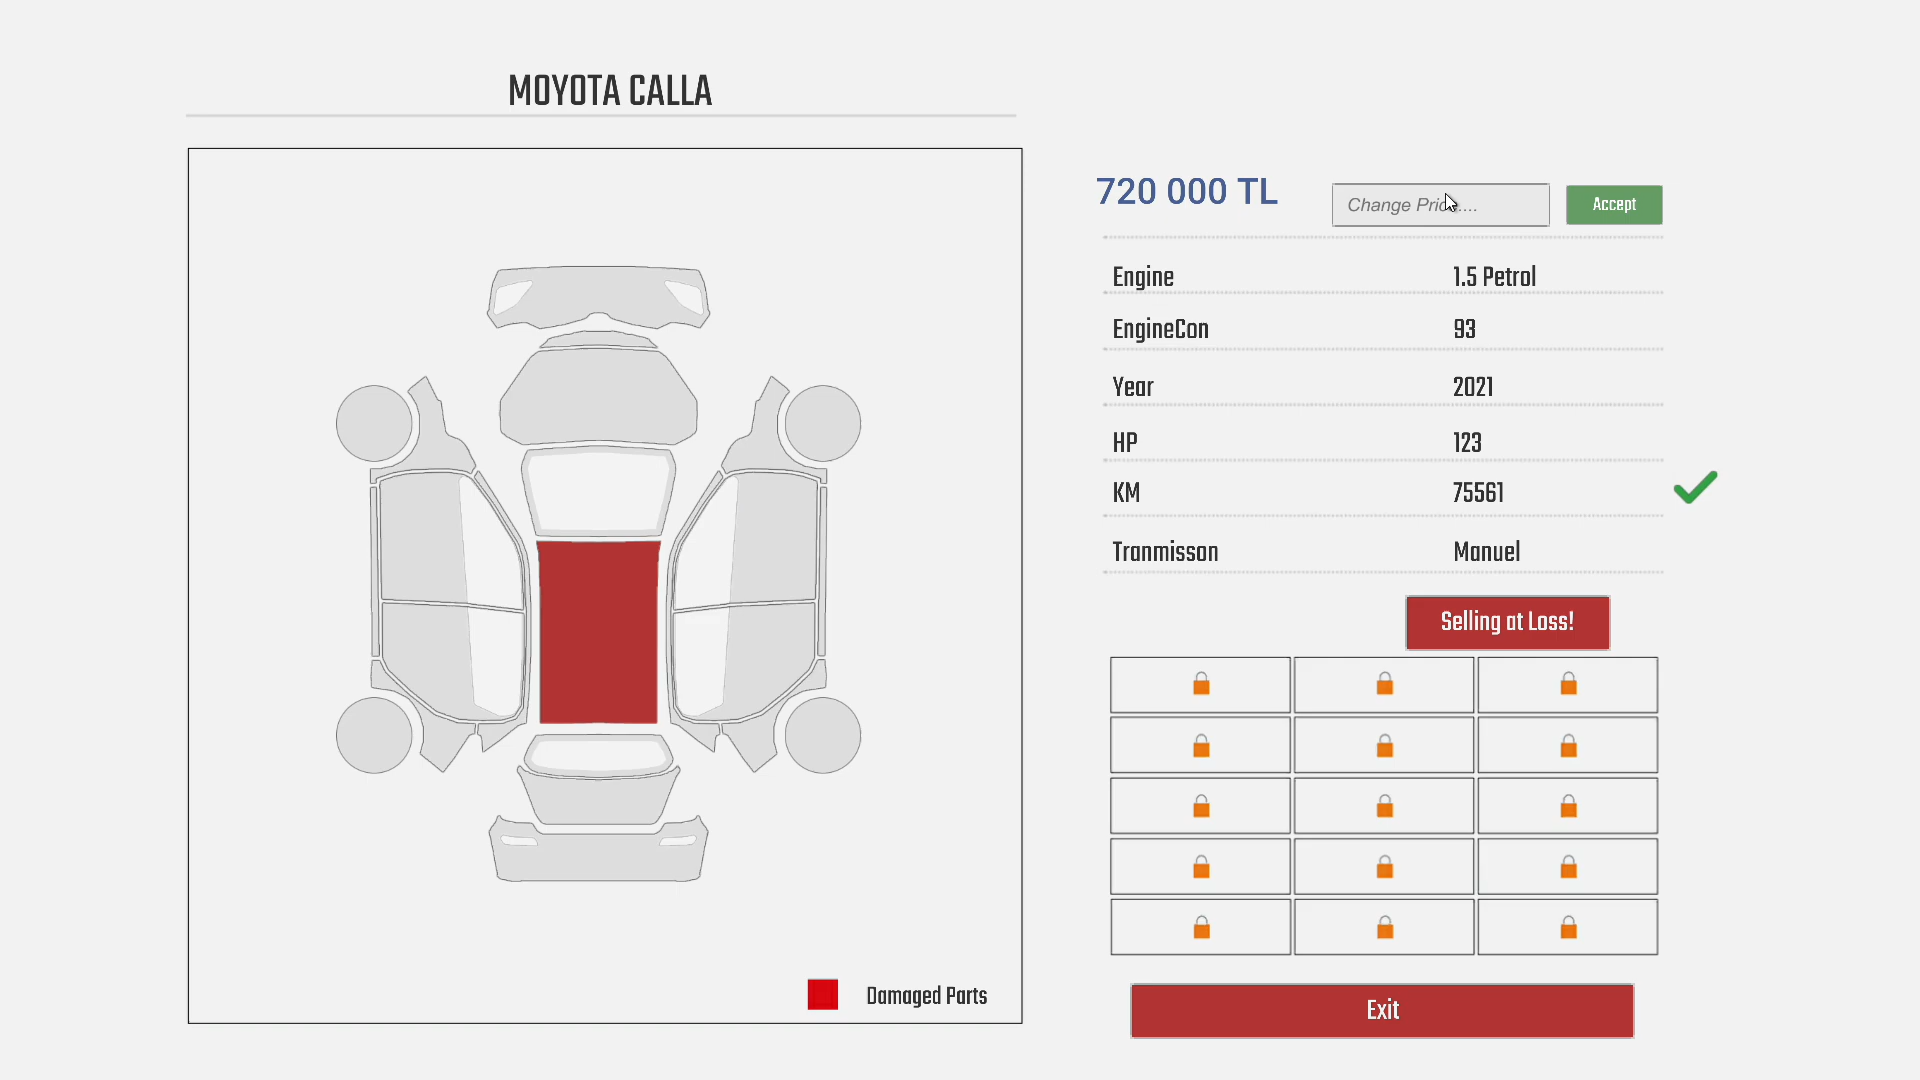 MOYOTA CALLA
720 000 TL
Change Pric....
Accept
Engine 1.5 Petrol
EngineCon 93
Year 2021
HP 123
KM 75561
Tranmisson Manuel
Selling at Loss!
Damaged Parts
Exit